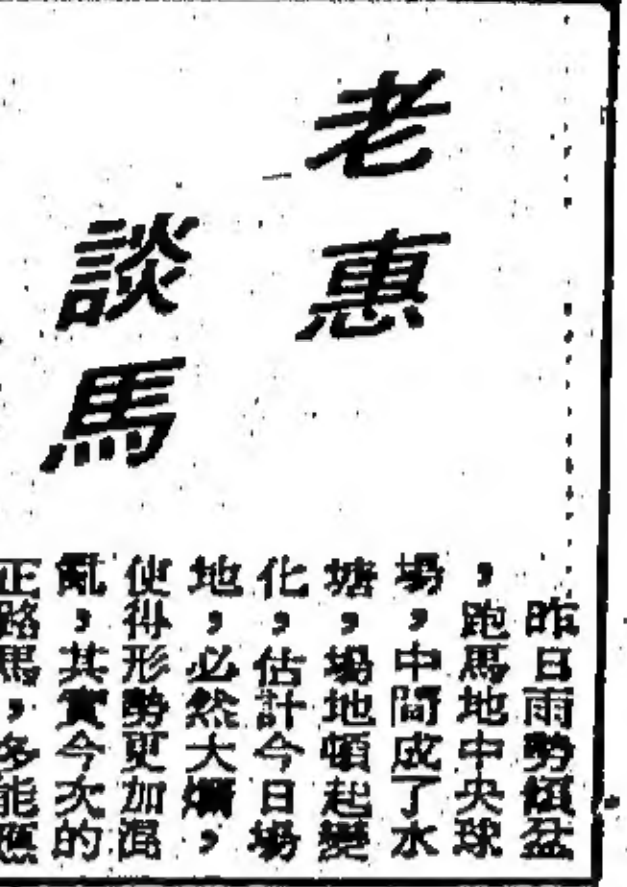 老惠
談馬
昨日雨勢傾盆
，跑馬地中央球
場，中間成了水
塘，場地頓起變
化，估計今日場
地，必然大爛，
使得形勢更加混
亂，其實今次的
正路馬，多能應